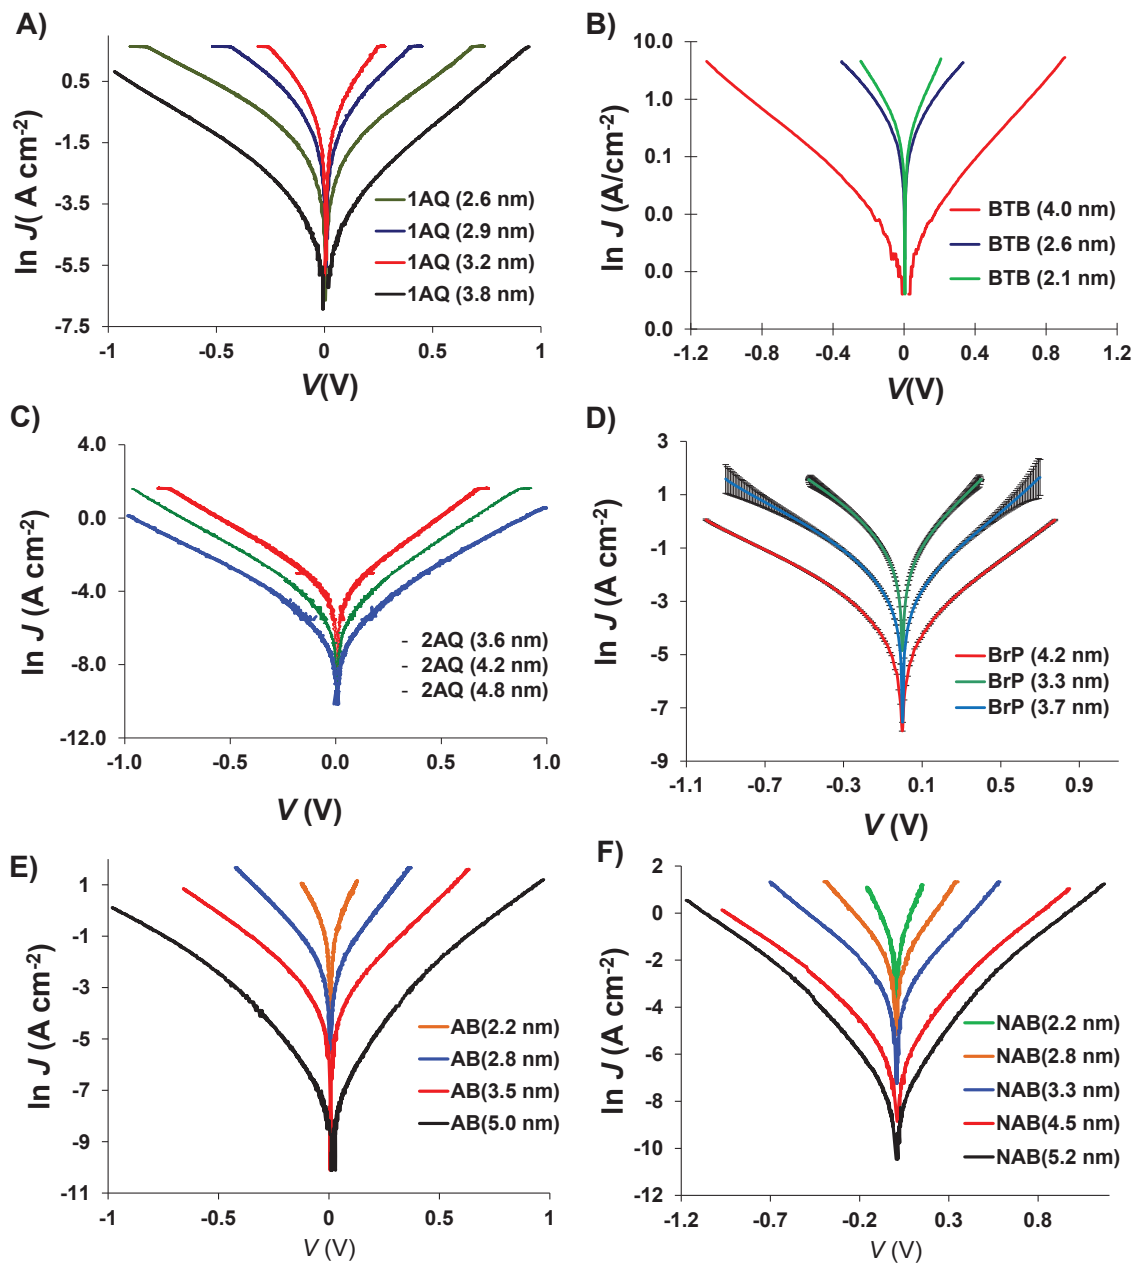 A)
ln J( A cm-2)
0.5
-1.5
-3.5
-5.5
-7.5
-1
-0.5
0
0.5
1
V(V)
1AQ (2.6 nm)
1AQ (2.9 nm)
1AQ (3.2 nm)
1AQ (3.8 nm)
B)
ln J (A/cm-2)
10.0
1.0
0.1
0.0
0.0
0.0
-1.2
-0.8
-0.4
0
0.4
0.8
1.2
V(V)
BTB (4.0 nm)
BTB (2.6 nm)
BTB (2.1 nm)
C)
ln J (A cm-2)
4.0
0.0
-4.0
-8.0
-12.0
-1.0
-0.5
0.0
0.5
1.0
V (V)
- 2AQ (3.6 nm)
- 2AQ (4.2 nm)
- 2AQ (4.8 nm)
D)
ln J (A cm-2)
3
1
-1
-3
-5
-7
-9
-1.1
-0.7
-0.3
0.1
0.5
0.9
V (V)
BrP (4.2 nm)
BrP (3.3 nm)
BrP (3.7 nm)
E)
ln J (A cm-2)
1
-1
-3
-5
-7
-9
-11
-1
-0.5
0
0.5
1
V (V)
AB(2.2 nm)
AB(2.8 nm)
AB(3.5 nm)
AB(5.0 nm)
F)
ln J (A cm-2)
2
0
-2
-4
-6
-8
-10
-12
-1.2
-0.7
-0.2
0.3
0.8
V (V)
NAB(2.2 nm)
NAB(2.8 nm)
NAB(3.3 nm)
NAB(4.5 nm)
NAB(5.2 nm)